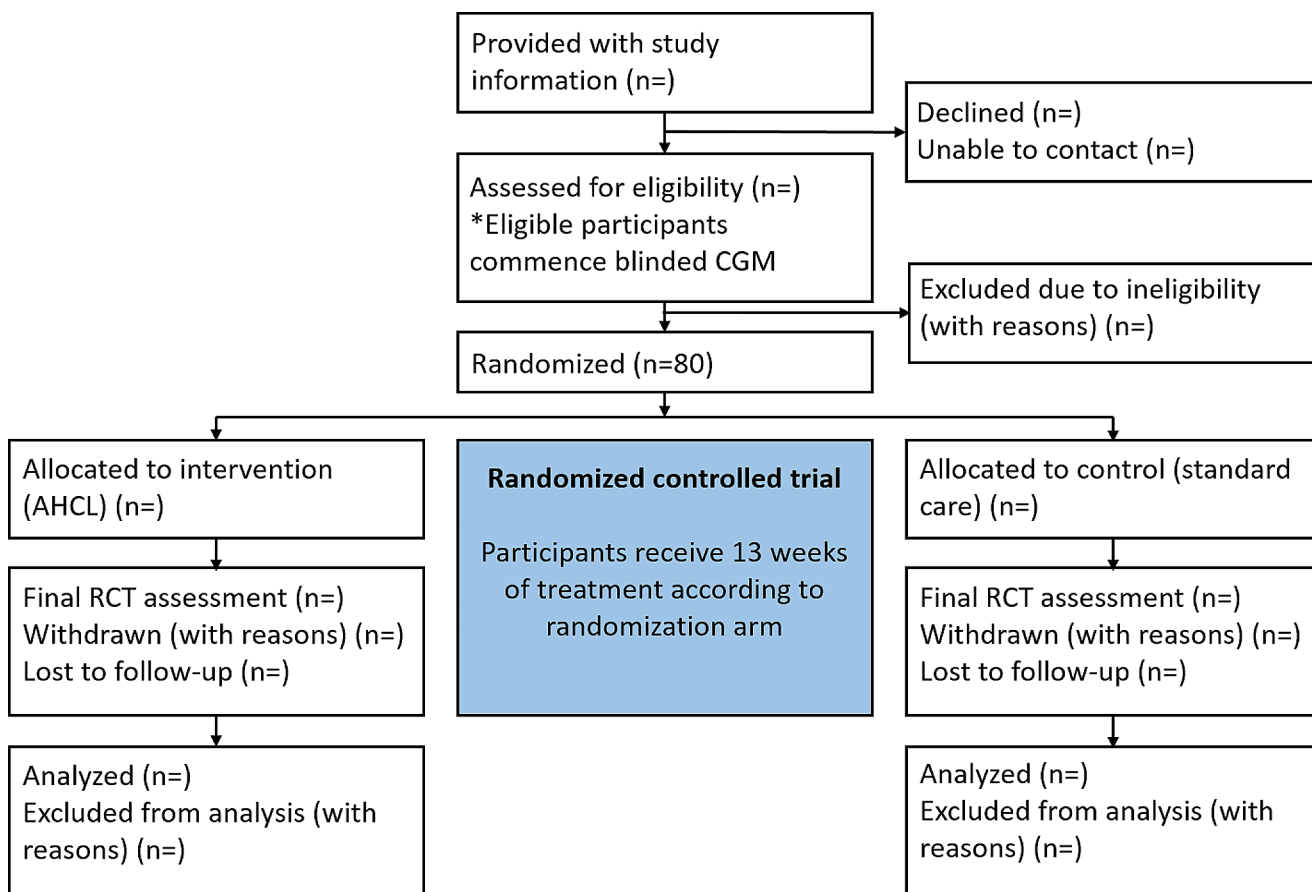 Provided with study
information (n=)
Declined (n=)
Unable to contact (n=)
Assessed for eligibility (n=)
*Eligible participants
commence blinded CGM
Excluded due to ineligibility
(with reasons) (n=)
Randomized (n=80)
Allocated to intervention
(AHCL) (n=)
Randomized controlled trial
Participants receive 13 weeks
of treatment according to
randomization arm
Allocated to control (standard
care) (n=)
Final RCT assessment (n=)
Withdrawn (with reasons) (n=)
Lost to follow-up (n=)
Final RCT assessment (n=)
Withdrawn (with reasons) (n=)
Lost to follow-up (n=)
Analyzed (n=)
Excluded from analysis (with
reasons) (n=)
Analyzed (n=)
Excluded from analysis (with
reasons) (n=)